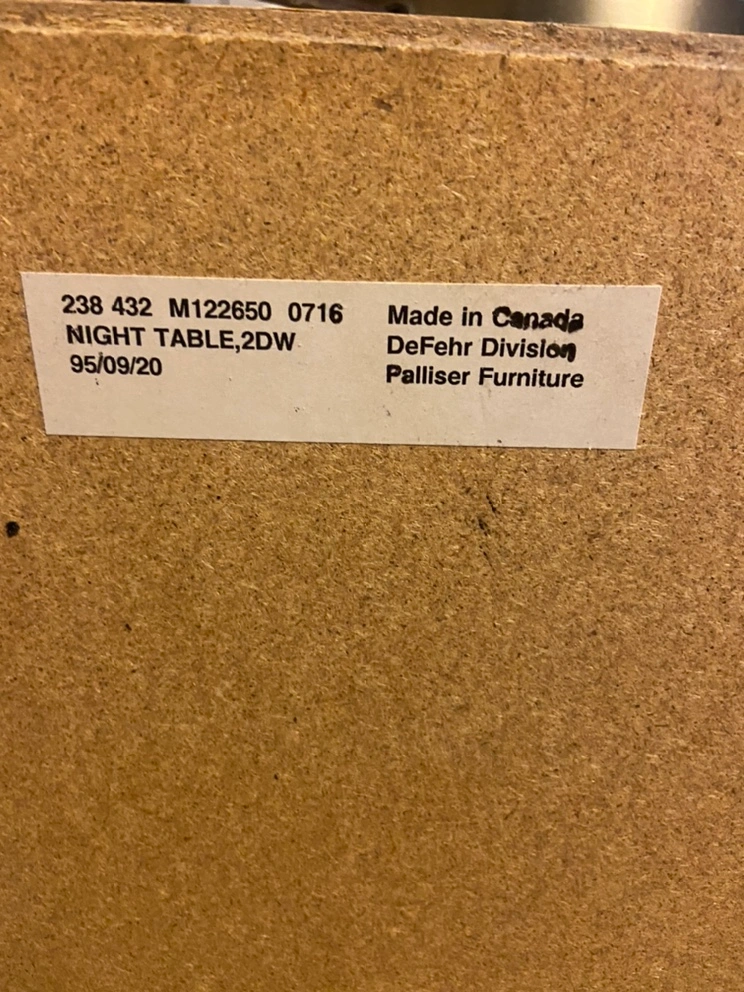 238 432 M122650 0716
NIGHT TABLE,2DW
95/09/20
Made in Canada
DeFehr Division
Palliser Furniture